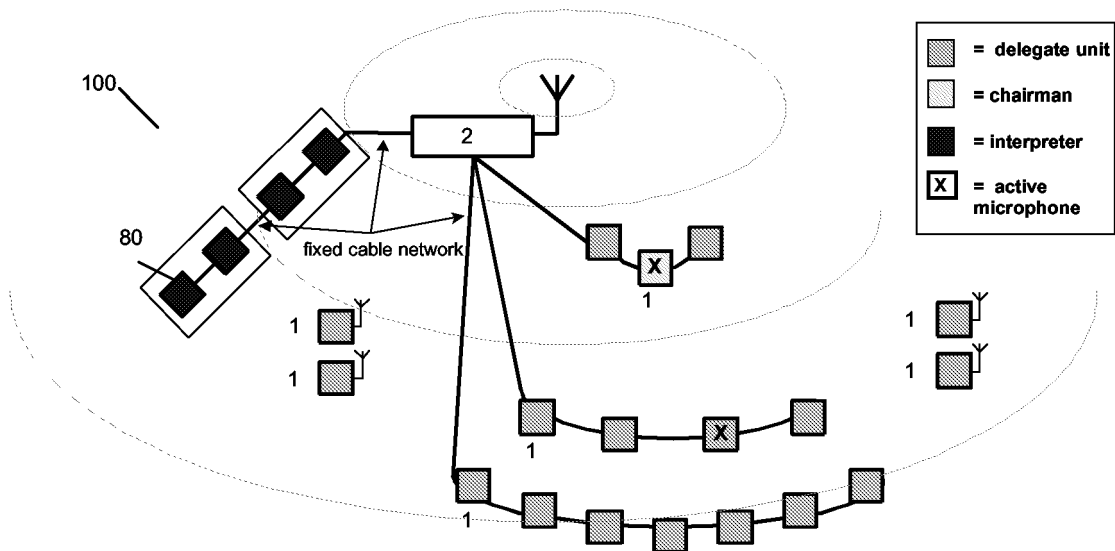 100
2
= delegate unit
= chairman
= interpreter
X = active
microphone
80
fixed cable network
X
1
1
1
1
1
X
1
1